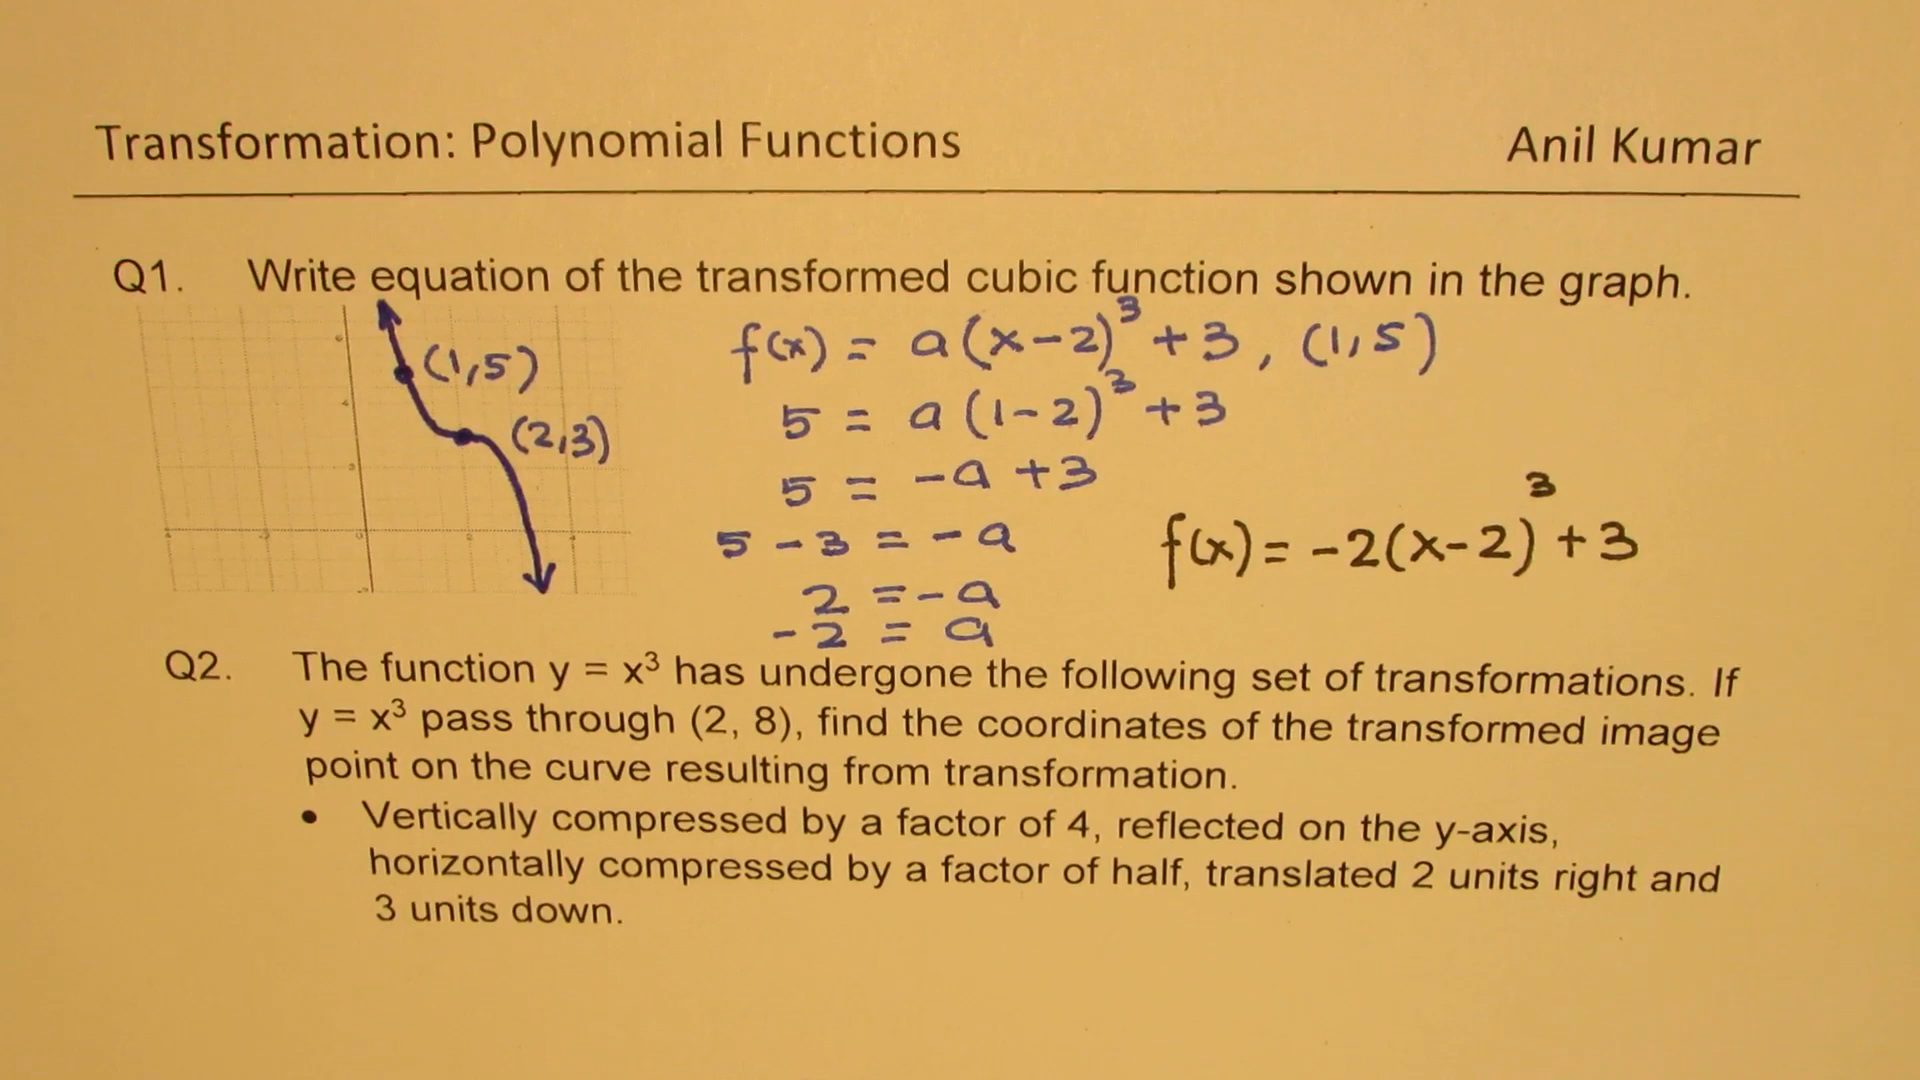 Transformation: Polynomial Functions
Anil Kumar
Q1. Write equation of the transformed cubic function shown in the graph.
(1,5)
(2,3)
f(x) = a(x-2)³ + 3, (1,5)
5 = a(1-2)³ + 3
5 = -a + 3
5 - 3 = -a
2 = -a
-2 = a
f(x) = -2(x-2)³ + 3
Q2. The function y = x³ has undergone the following set of transformations. If
y = x³ pass through (2, 8), find the coordinates of the transformed image
point on the curve resulting from transformation.
• Vertically compressed by a factor of 4, reflected on the y-axis,
horizontally compressed by a factor of half, translated 2 units right and
3 units down.